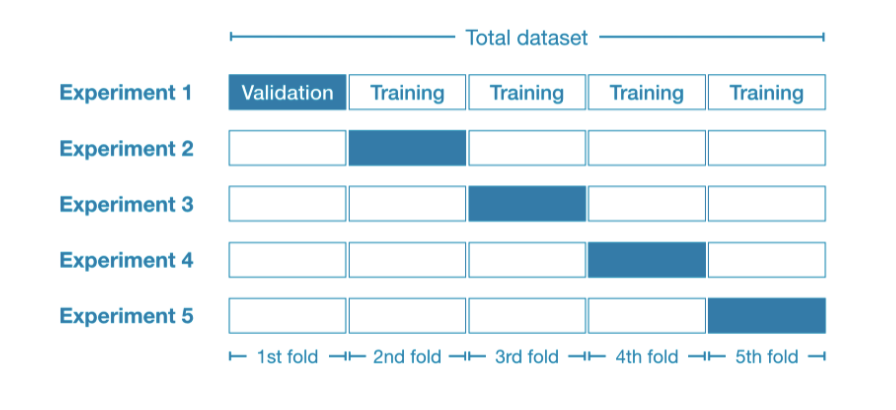 Total dataset
Experiment 1 Validation Training Training Training Training
Experiment 2
Experiment 3
Experiment 4
Experiment 5
1st fold 2nd fold 3rd fold 4th fold 5th fold